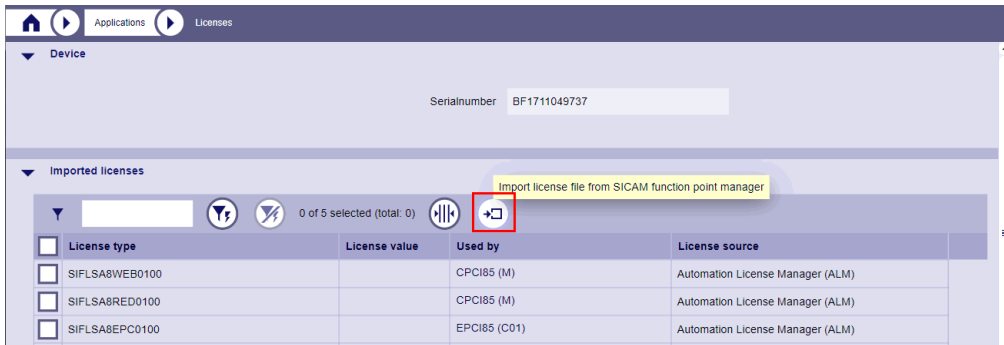 Applications Licenses
Device
Serialnumber BF1711049737
Imported licenses
Import license file from SICAM function point manager
0 of 5 selected (total: 0)
License type License value Used by License source
SIFLSA8WEB0100 CPCI85 (M) Automation License Manager (ALM)
SIFLSA8RED0100 CPCI85 (M) Automation License Manager (ALM)
SIFLSA8EPC0100 EPCI85 (C01) Automation License Manager (ALM)